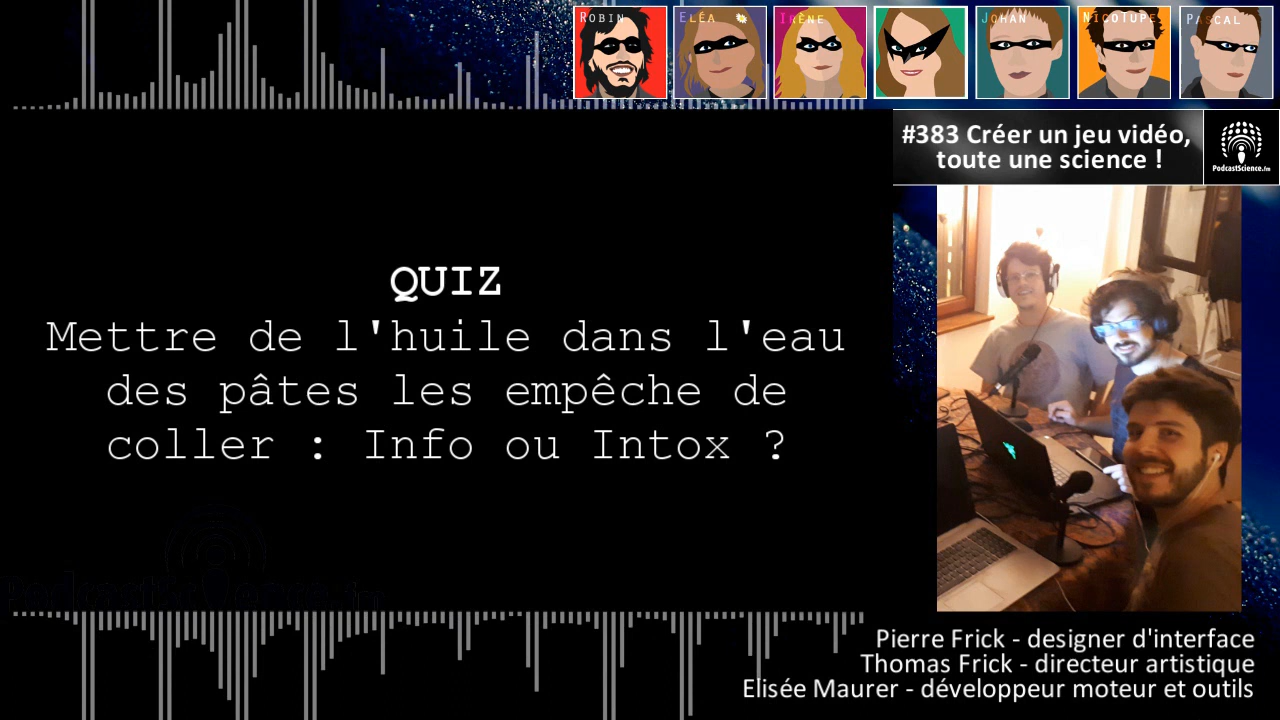 ROBIN
ELÉA
IRÈNE
JOHAN
NICOTUPE
PASCAL
#383 Créer un jeu vidéo,
toute une science !
PodcastScience.fm
QUIZ
Mettre de l'huile dans l'eau
des pâtes les empêche de
coller : Info ou Intox ?
PodcastScience.fm
Pierre Frick - designer d'interface
Thomas Frick - directeur artistique
Elisée Maurer - développeur moteur et outils